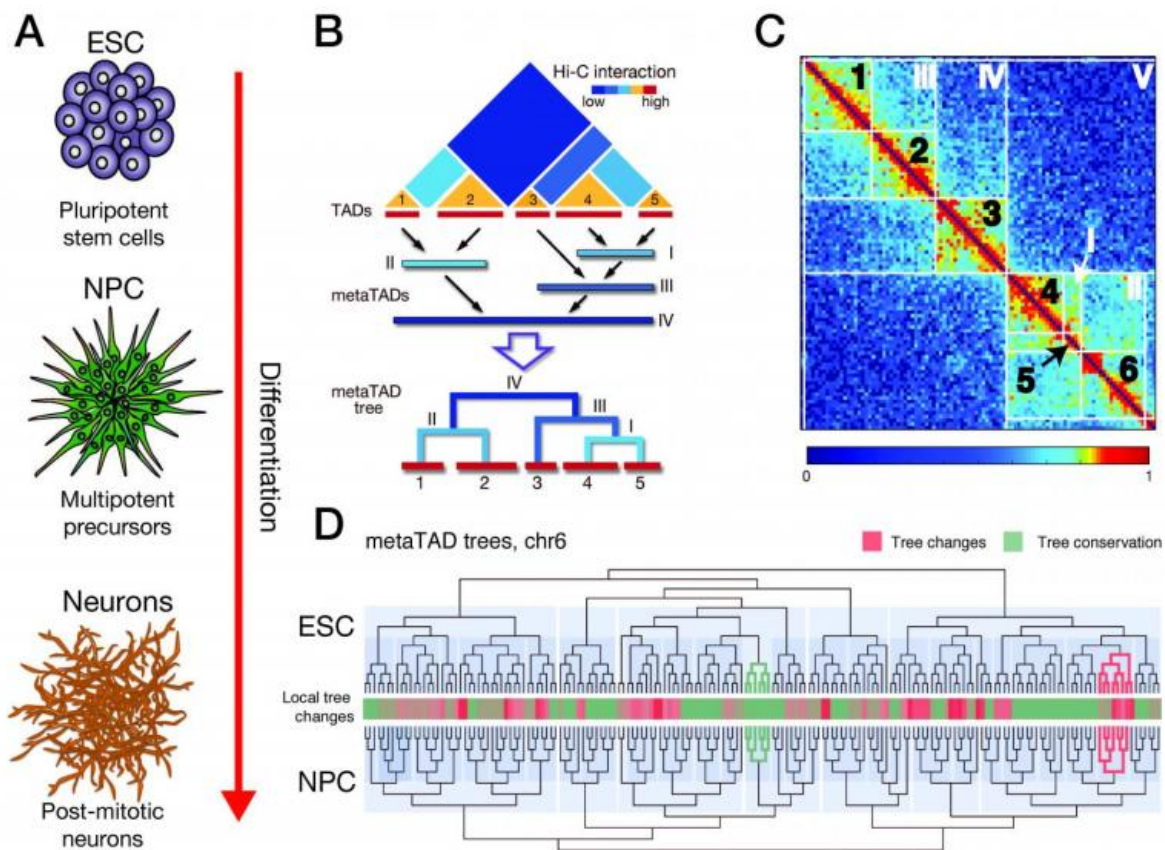 A
ESC
Pluripotent
stem cells
NPC
Multipotent
precursors
Neurons
Post-mitotic
neurons
Differentiation
B
Hi-C interaction
low high
1 2 3 4 5
TADs
I
II
III
metaTADs
IV
metaTAD
tree
IV
II III I
1 2 3 4 5
C
1 III IV V
2
3
I
4 II
5 6
0 1
D
metaTAD trees, chr6
Tree changes Tree conservation
ESC
Local tree
changes
NPC